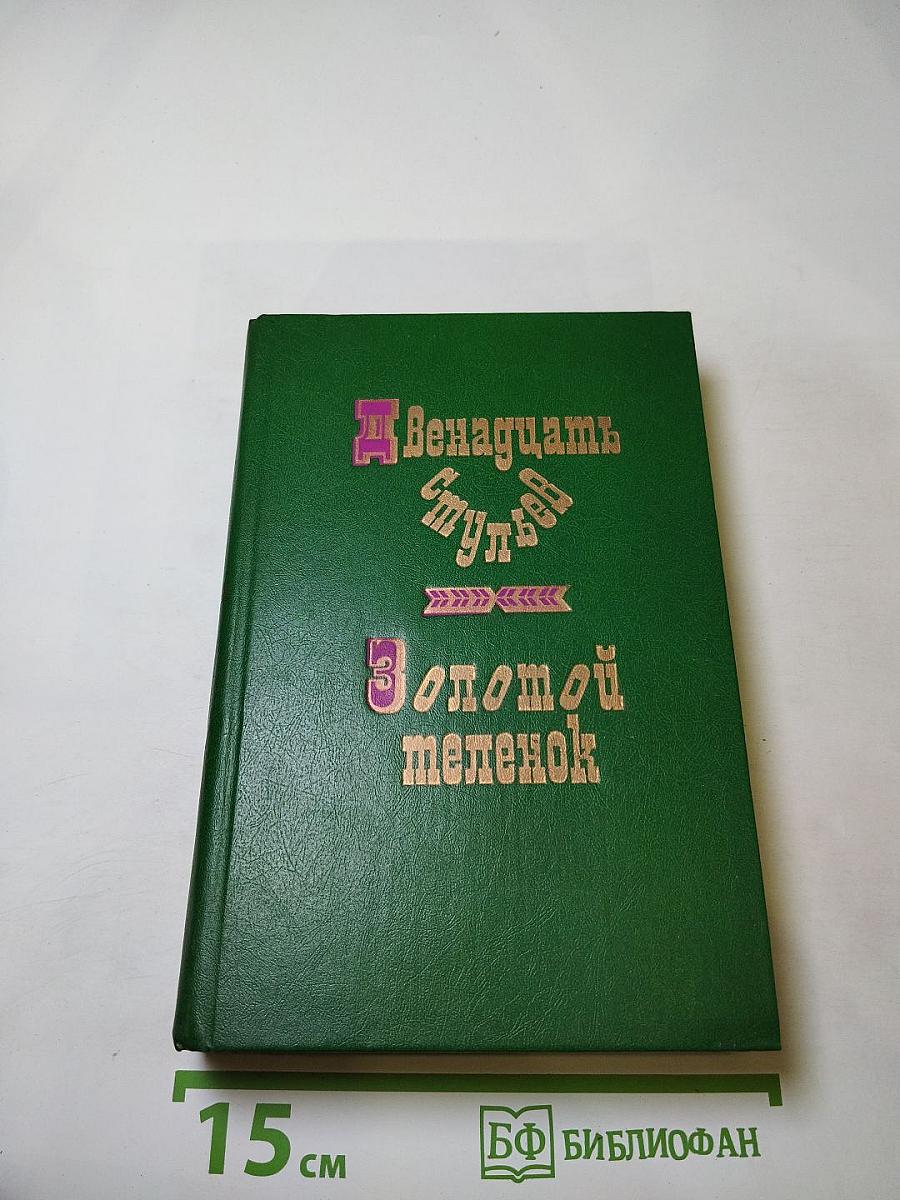 Двенадцать
стульев
Золотой
теленок
15 см
БФ БИБЛИОФАН